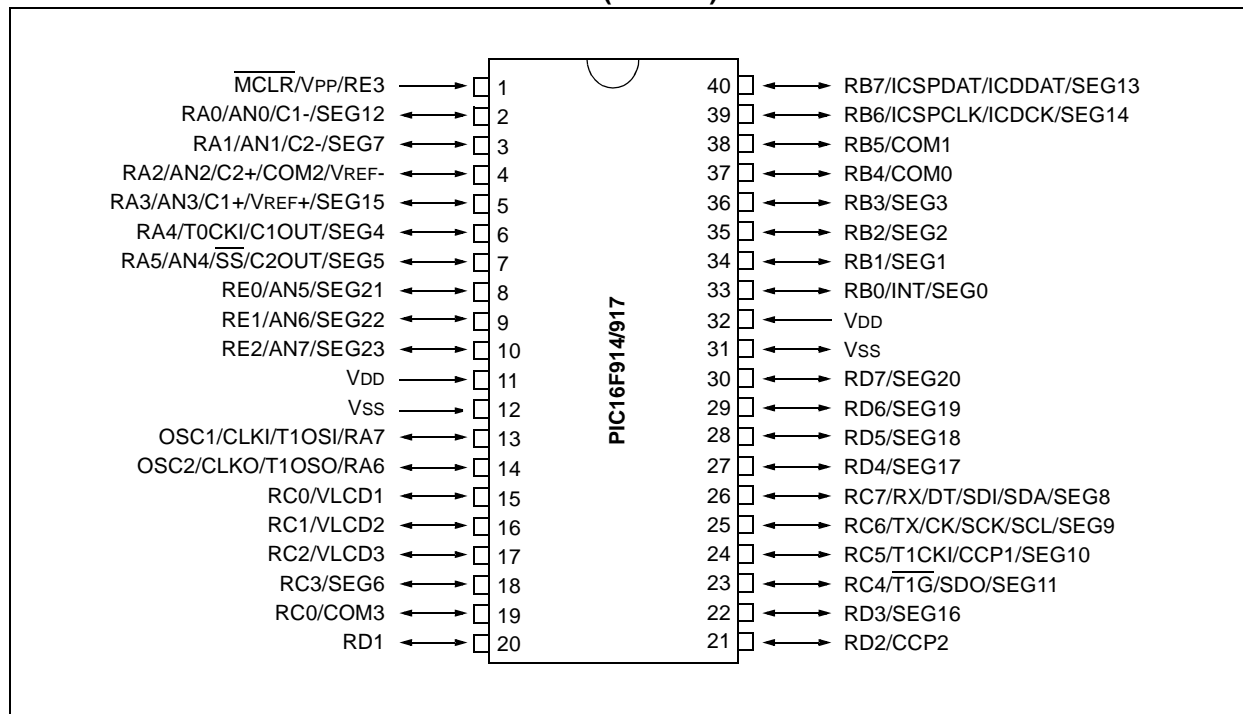 MCLR/VPP/RE3 1 40 RB7/ICSPDAT/ICDDAT/SEG13
RA0/AN0/C1-/SEG12 2 39 RB6/ICSPCLK/ICDCK/SEG14
RA1/AN1/C2-/SEG7 3 38 RB5/COM1
RA2/AN2/C2+/COM2/VREF- 4 37 RB4/COM0
RA3/AN3/C1+/VREF+/SEG15 5 36 RB3/SEG3
RA4/T0CKI/C1OUT/SEG4 6 35 RB2/SEG2
RA5/AN4/SS/C2OUT/SEG5 7 34 RB1/SEG1
RE0/AN5/SEG21 8 33 RB0/INT/SEG0
RE1/AN6/SEG22 9 32 VDD
RE2/AN7/SEG23 10 31 VSS
VDD 11 30 RD7/SEG20
VSS 12 29 RD6/SEG19
OSC1/CLKI/T1OSI/RA7 13 28 RD5/SEG18
OSC2/CLKO/T1OSO/RA6 14 27 RD4/SEG17
RC0/VLCD1 15 26 RC7/RX/DT/SDI/SDA/SEG8
RC1/VLCD2 16 25 RC6/TX/CK/SCK/SCL/SEG9
RC2/VLCD3 17 24 RC5/T1CKI/CCP1/SEG10
RC3/SEG6 18 23 RC4/T1G/SDO/SEG11
RC0/COM3 19 22 RD3/SEG16
RD1 20 21 RD2/CCP2
PIC16F914/917